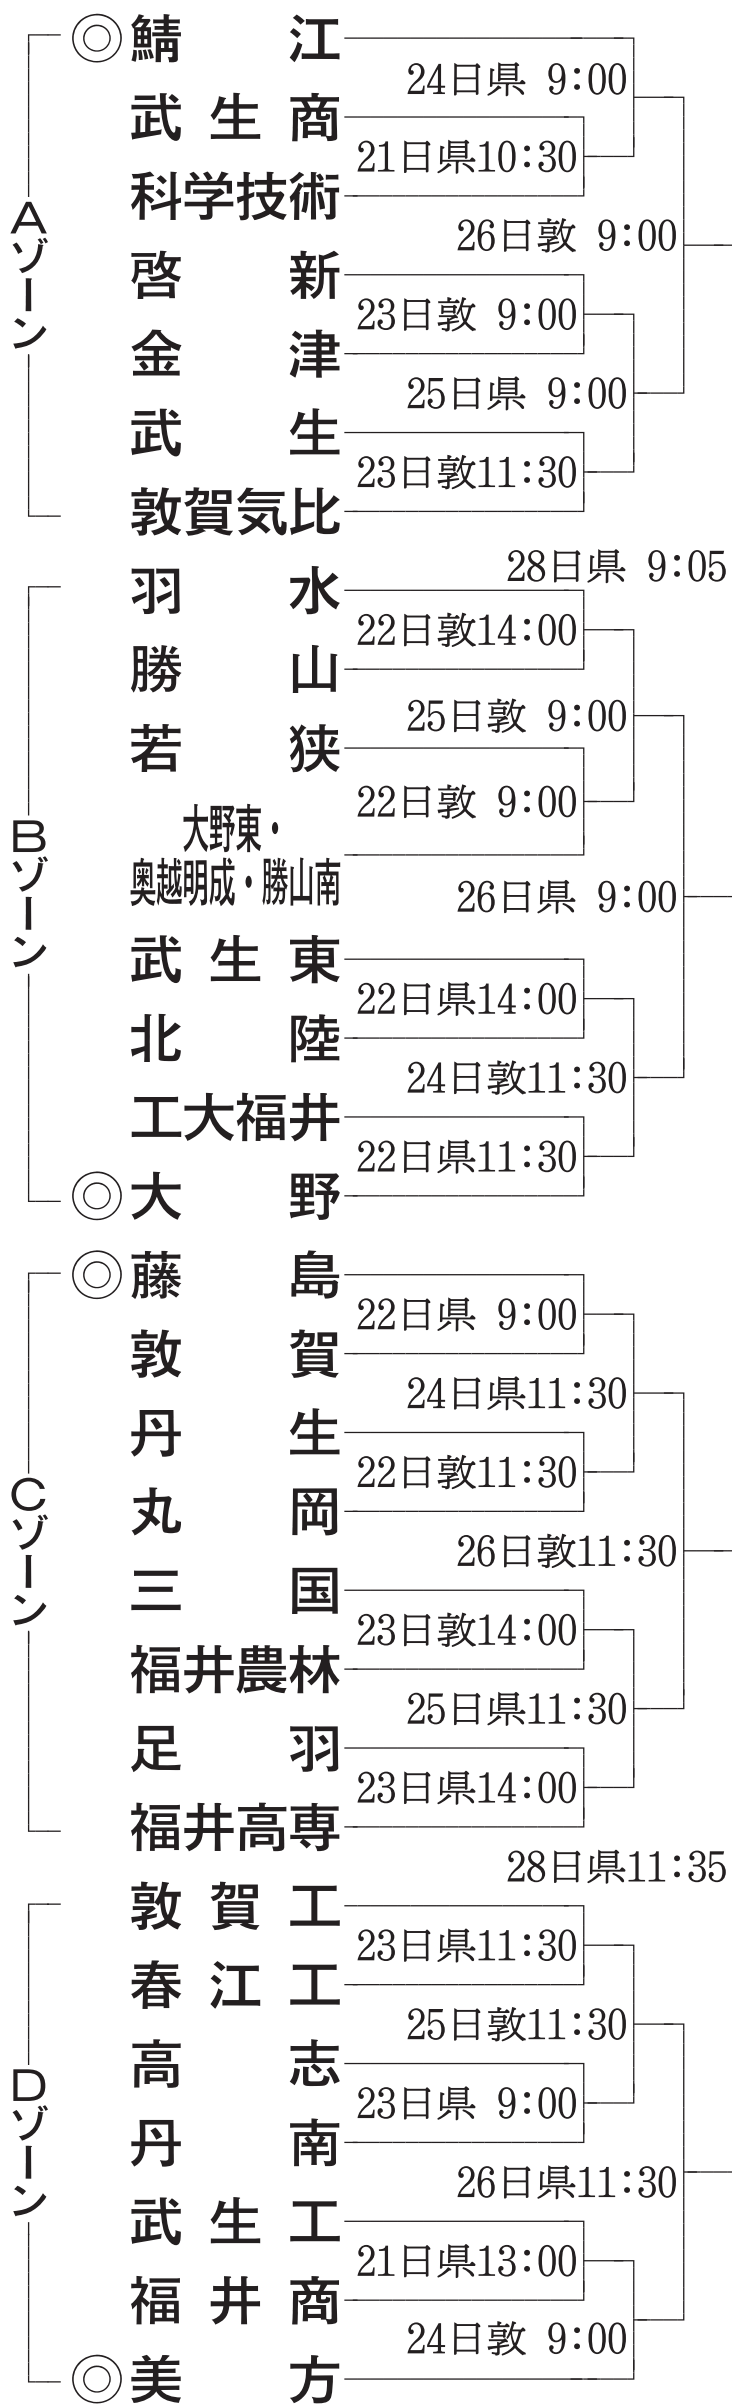 Aゾーン
◎鯖江
24日県 9:00
武生商
21日県10:30
科学技術
26日敦 9:00
啓新
23日敦 9:00
金津
25日県 9:00
武生
23日敦11:30
敦賀気比
28日県 9:05
Bゾーン
羽水
22日敦14:00
勝山
25日敦 9:00
若狭
22日敦 9:00
大野東・
奥越明成・勝山南
26日県 9:00
武生東
22日県14:00
北陸
24日敦11:30
工大福井
22日県11:30
◎大野
Cゾーン
◎藤島
22日県 9:00
敦賀
24日県11:30
丹生
22日敦11:30
丸岡
26日敦11:30
三国
23日敦14:00
福井農林
25日県11:30
足羽
23日県14:00
福井高専
28日県11:35
Dゾーン
敦賀工
23日県11:30
春江工
25日敦11:30
高志
23日県 9:00
丹南
26日県11:30
武生工
21日県13:00
福井商
24日敦 9:00
◎美方